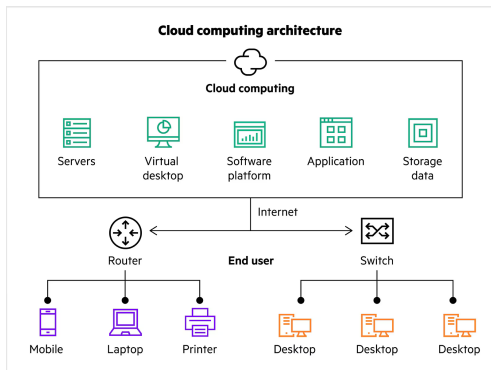 Cloud computing architecture
Cloud computing
Servers
Virtual
desktop
Software
platform
Application
Storage
data
Internet
Router
End user
Switch
Mobile
Laptop
Printer
Desktop
Desktop
Desktop